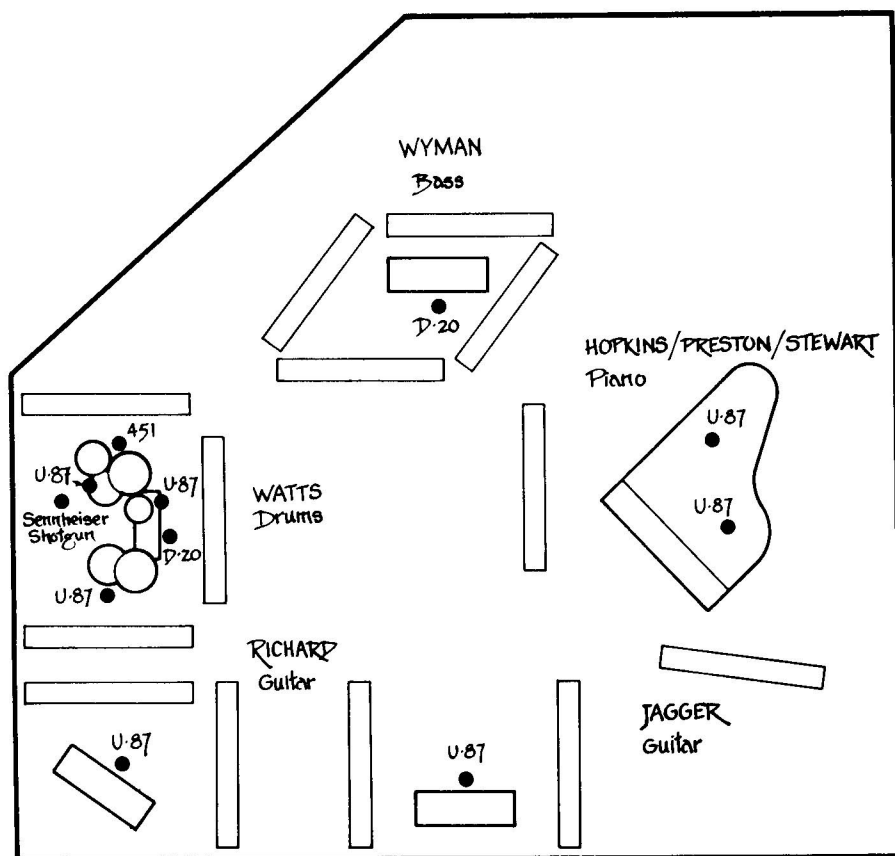 WYMAN
Bass
D·20
HOPKINS/PRESTON/STEWART
Piano
U·87
U·87
451
U·87
U·87
Sennheiser
Shotgun
D·20
U·87
WATTS
Drums
RICHARD
Guitar
JAGGER
Guitar
U·87
U·87